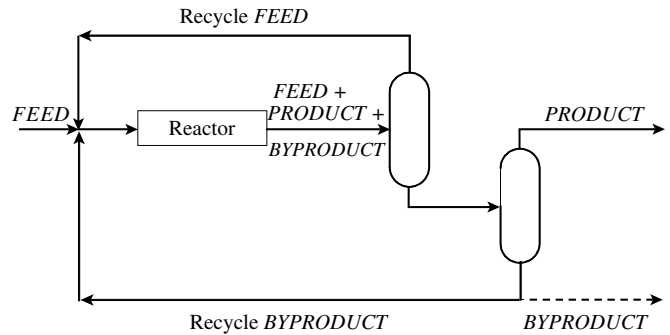 Recycle FEED
FEED
Reactor
FEED +
PRODUCT +
BYPRODUCT
PRODUCT
Recycle BYPRODUCT
BYPRODUCT